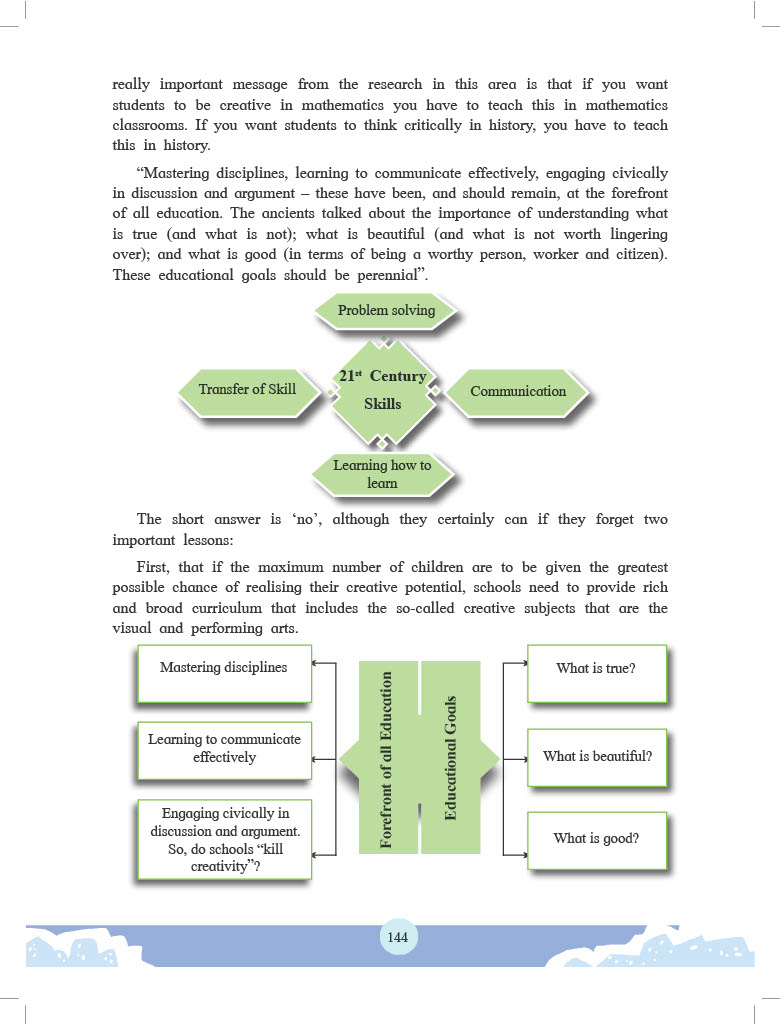 really important message from the research in this area is that if you want
students to be creative in mathematics you have to teach this in mathematics
classrooms. If you want students to think critically in history, you have to teach
this in history.
“Mastering disciplines, learning to communicate effectively, engaging civically
in discussion and argument – these have been, and should remain, at the forefront
of all education. The ancients talked about the importance of understanding what
is true (and what is not); what is beautiful (and what is not worth lingering
over); and what is good (in terms of being a worthy person, worker and citizen).
These educational goals should be perennial”.
Problem solving
Transfer of Skill
21st Century
Skills
Communication
Learning how to
learn
The short answer is ‘no’, although they certainly can if they forget two
important lessons:
First, that if the maximum number of children are to be given the greatest
possible chance of realising their creative potential, schools need to provide rich
and broad curriculum that includes the so-called creative subjects that are the
visual and performing arts.
Mastering disciplines
Learning to communicate
effectively
Engaging civically in
discussion and argument.
So, do schools “kill
creativity”?
Forefront of all Education
Educational Goals
What is true?
What is beautiful?
What is good?
144